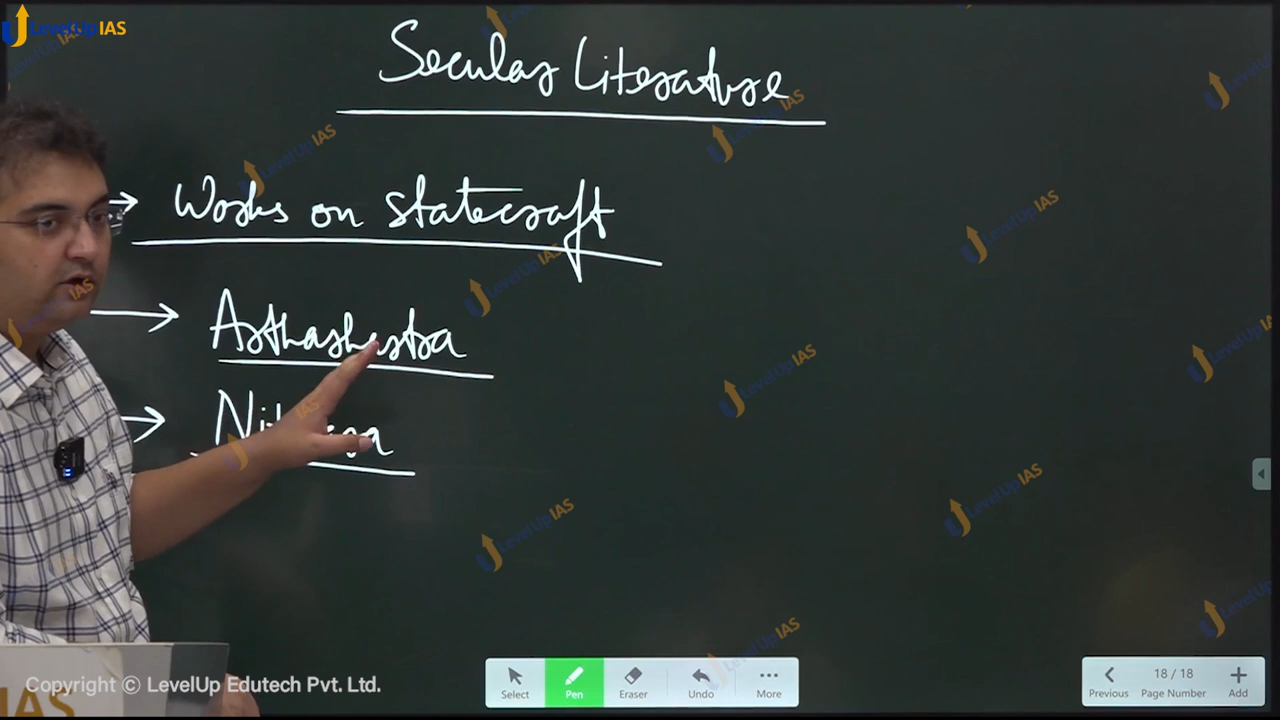 LevelUp IAS
Secular Literature
Works on statecraft
Arthashastra
Copyright © LevelUp Edutech Pvt. Ltd.
IAS
Select
Pen
Eraser
Undo
More
Previous
18 / 18
Page Number
Add